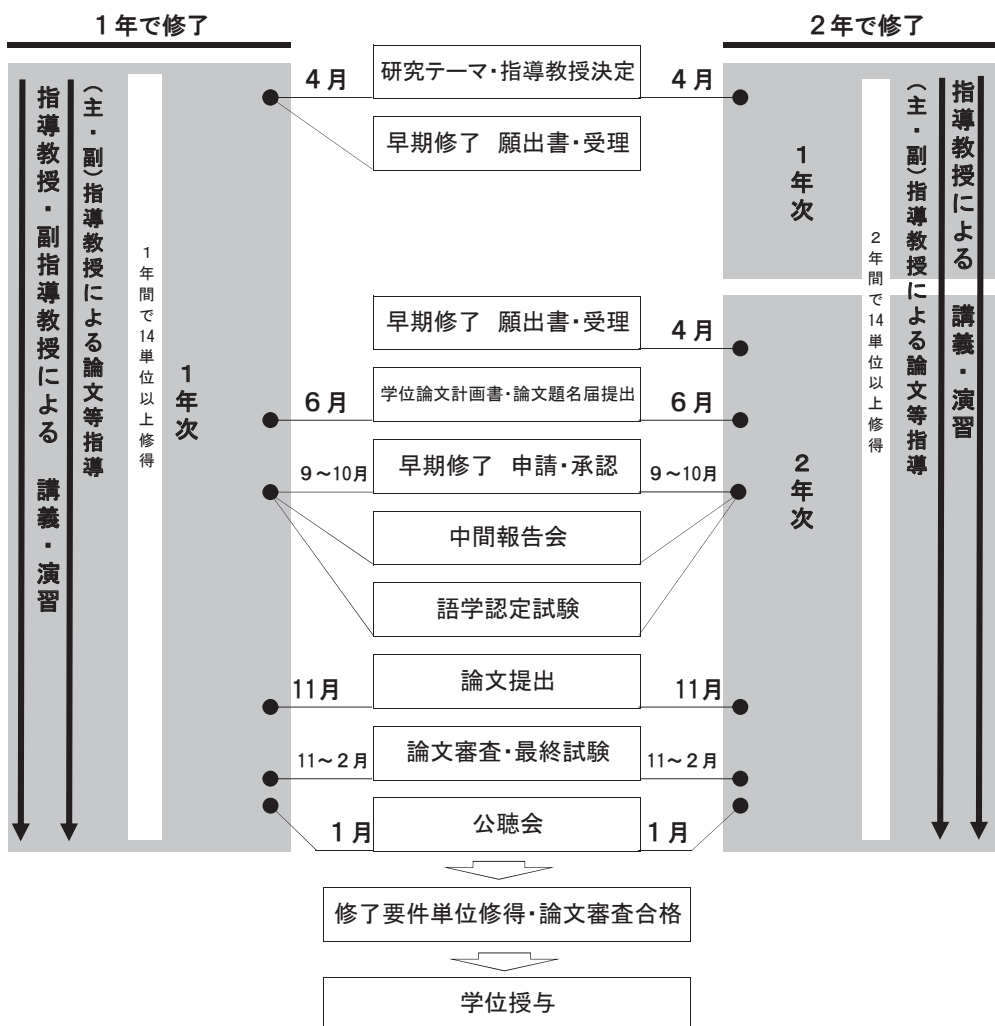 1年で修了
2年で修了
指導教授・副指導教授による 講義・演習
(主・副)指導教授による論文等指導
1年間で14単位以上修得
1年次
4月
研究テーマ・指導教授決定
4月
早期修了 願出書・受理
早期修了 願出書・受理
4月
6月
学位論文計画書・論文題名届提出
6月
9～10月
早期修了 申請・承認
9～10月
中間報告会
語学認定試験
11月
論文提出
11月
11～2月
論文審査・最終試験
11～2月
1月
公聴会
1月
修了要件単位修得・論文審査合格
学位授与
1年次
2年次
2年間で14単位以上修得
(主・副)指導教授による論文等指導
指導教授による 講義・演習